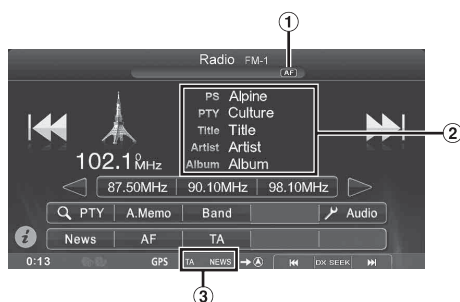 1
Radio FM-1
AF
PS Alpine
PTY Culture
Title Title
Artist Artist
Album Album
2
102.1 MHz
87.50MHz 90.10MHz 98.10MHz
PTY A.Memo Band Audio
i News AF TA
0:13 GPS TA NEWS A DX SEEK
3